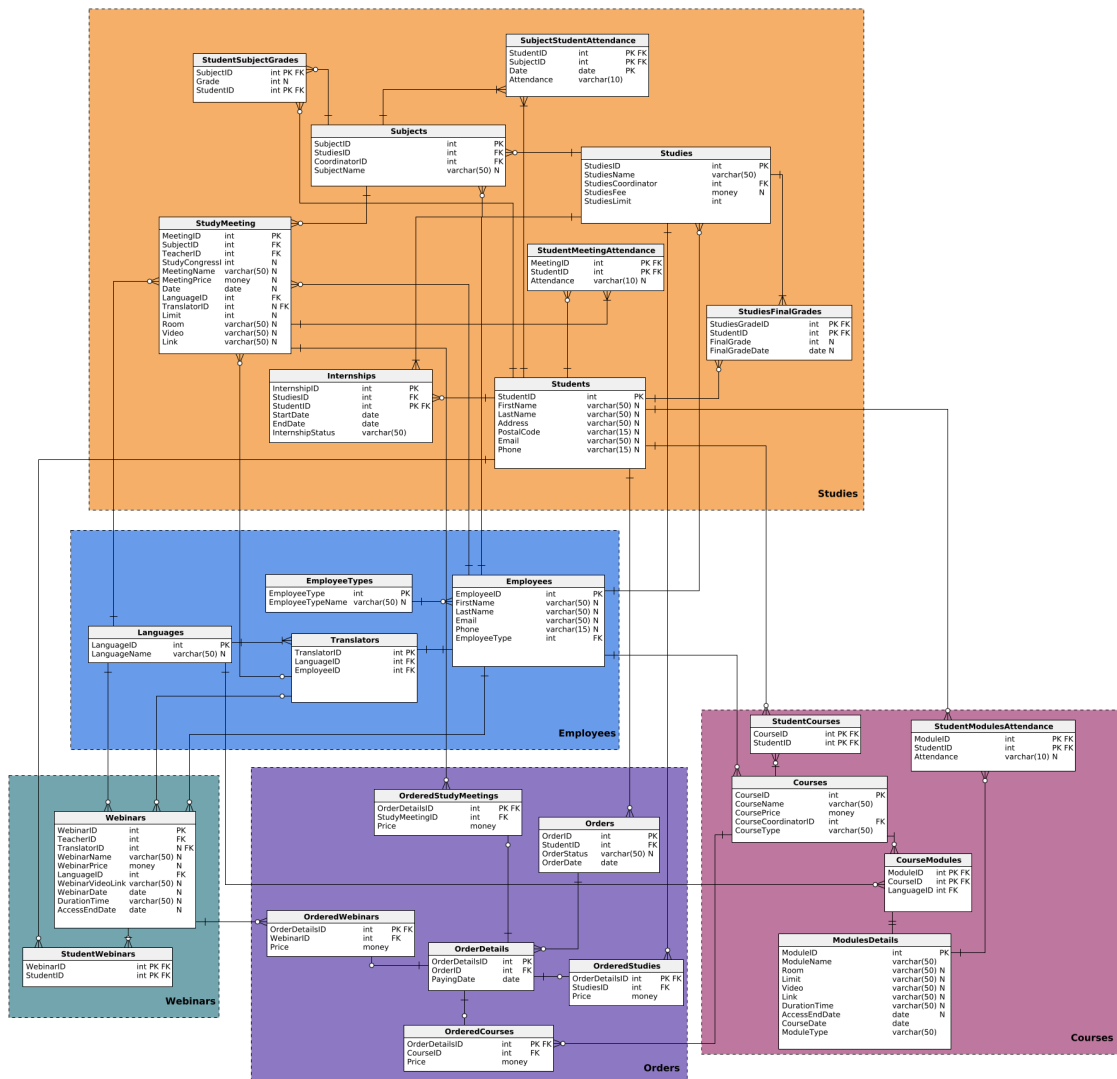 SubjectStudentAttendance
StudentID int PK FK
SubjectID int PK FK
Date date PK
Attendance varchar(10)
StudentSubjectGrades
SubjectID int PK FK
Grade int N
StudentID int PK FK
Subjects
SubjectID int PK
StudiesID int FK
CoordinatorID int FK
SubjectName varchar(50) N
Studies
StudiesID int PK
StudiesName varchar(50)
StudiesCoordinator int FK
StudiesFee money N
StudiesLimit int
StudyMeeting
MeetingID int PK
SubjectID int FK
TeacherID int FK
StudyCongressI int N
MeetingName varchar(50) N
MeetingPrice money N
Date date N
LanguageID int FK
TranslatorID int N FK
Limit int N
Room varchar(50) N
Video varchar(50) N
Link varchar(50) N
StudentMeetingAttendance
MeetingID int PK FK
StudentID int PK FK
Attendance varchar(10) N
StudiesFinalGrades
StudiesGradeID int PK FK
StudentID int PK FK
FinalGrade int N
FinalGradeDate date N
Internships
InternshipID int PK
StudiesID int FK
StudentID int PK FK
StartDate date
EndDate date
InternshipStatus varchar(50)
Students
StudentID int PK
FirstName varchar(50) N
LastName varchar(50) N
Address varchar(50) N
PostalCode varchar(15) N
Email varchar(50) N
Phone varchar(15) N
Studies
EmployeeTypes
EmployeeType int PK
EmployeeTypeName varchar(50) N
Employees
EmployeeID int PK
FirstName varchar(50) N
LastName varchar(50) N
Email varchar(50) N
Phone varchar(15) N
EmployeeType int FK
Languages
LanguageID int PK
LanguageName varchar(50) N
Translators
TranslatorID int PK
LanguageID int FK
EmployeeID int FK
Employees
StudentCourses
CourseID int PK FK
StudentID int PK FK
StudentModulesAttendance
ModuleID int PK FK
StudentID int PK FK
Attendance varchar(10) N
Courses
CourseID int PK
CourseName varchar(50)
CoursePrice money
CourseCoordinatorID int FK
CourseType varchar(50)
CourseModules
ModuleID int PK FK
CourseID int PK FK
LanguageID int FK
ModulesDetails
ModuleID int PK
ModuleName varchar(50)
Room varchar(50) N
Limit varchar(50) N
Video varchar(50) N
Link varchar(50) N
DurationTime varchar(50) N
AccessEndDate date N
CourseDate date
ModuleType varchar(50)
Courses
Webinars
WebinarID int PK
TeacherID int FK
TranslatorID int N FK
WebinarName varchar(50) N
WebinarPrice money N
LanguageID int FK
WebinarVideoLink varchar(50) N
WebinarDate date N
DurationTime varchar(50) N
AccessEndDate date N
StudentWebinars
WebinarID int PK FK
StudentID int PK FK
Webinars
OrderedStudyMeetings
OrderDetailsID int PK FK
StudyMeetingID int FK
Price money
Orders
OrderID int PK
StudentID int FK
OrderStatus varchar(50) N
OrderDate date
OrderedWebinars
OrderDetailsID int PK FK
WebinarID int FK
Price money
OrderDetails
OrderDetailsID int PK
OrderID int FK
PayingDate date
OrderedStudies
OrderDetailsID int PK FK
StudiesID int FK
Price money
OrderedCourses
OrderDetailsID int PK FK
CourseID int FK
Price money
Orders